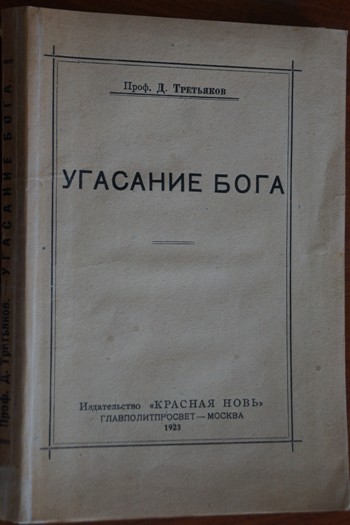 Проф. Д. Третьяков
УГАСАНИЕ БОГА
Издательство «КРАСНАЯ НОВЬ»
ГЛАВПОЛИТПРОСВЕТ—МОСКВА
1923
Проф. Д. Третьяков.—УГАСАНИЕ БОГА.